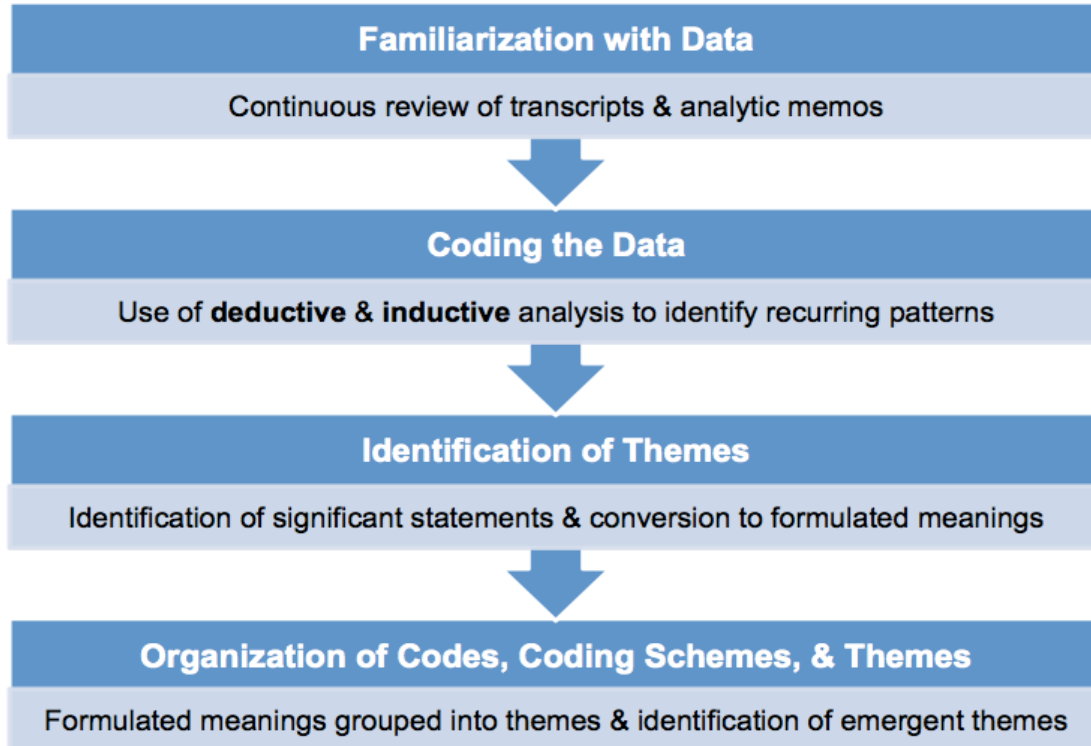 Familiarization with Data
Continuous review of transcripts & analytic memos
Coding the Data
Use of deductive & inductive analysis to identify recurring patterns
Identification of Themes
Identification of significant statements & conversion to formulated meanings
Organization of Codes, Coding Schemes, & Themes
Formulated meanings grouped into themes & identification of emergent themes